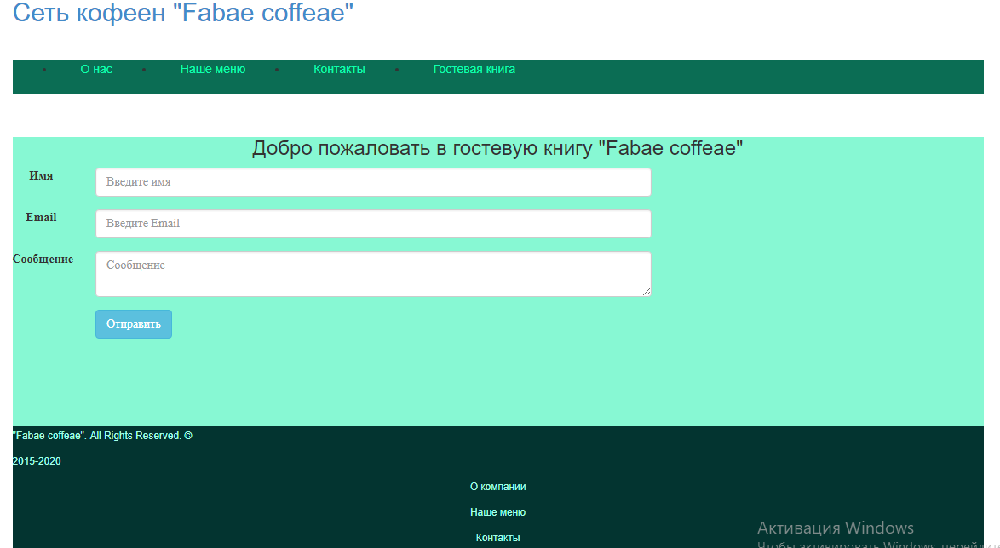 Сеть кофеен "Fabae coffeae"
О нас Наше меню Контакты Гостевая книга
Добро пожаловать в гостевую книгу "Fabae coffeae"
Имя Введите имя
Email Введите Email
Сообщение Сообщение
Отправить
"Fabae coffeae". All Rights Reserved. ©
2015-2020
О компании
Наше меню
Контакты
Активация Windows
Чтобы активировать Windows, перейдите